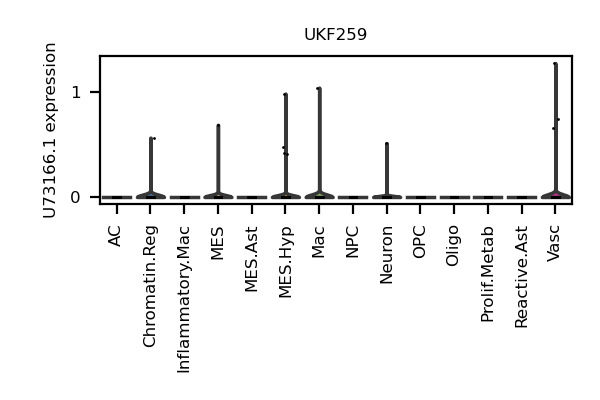 UKF259
U73166.1 expression
1
0
AC
Chromatin.Reg
Inflammatory.Mac
MES
MES.Ast
MES.Hyp
Mac
NPC
Neuron
OPC
Oligo
Prolif.Metab
Reactive.Ast
Vasc